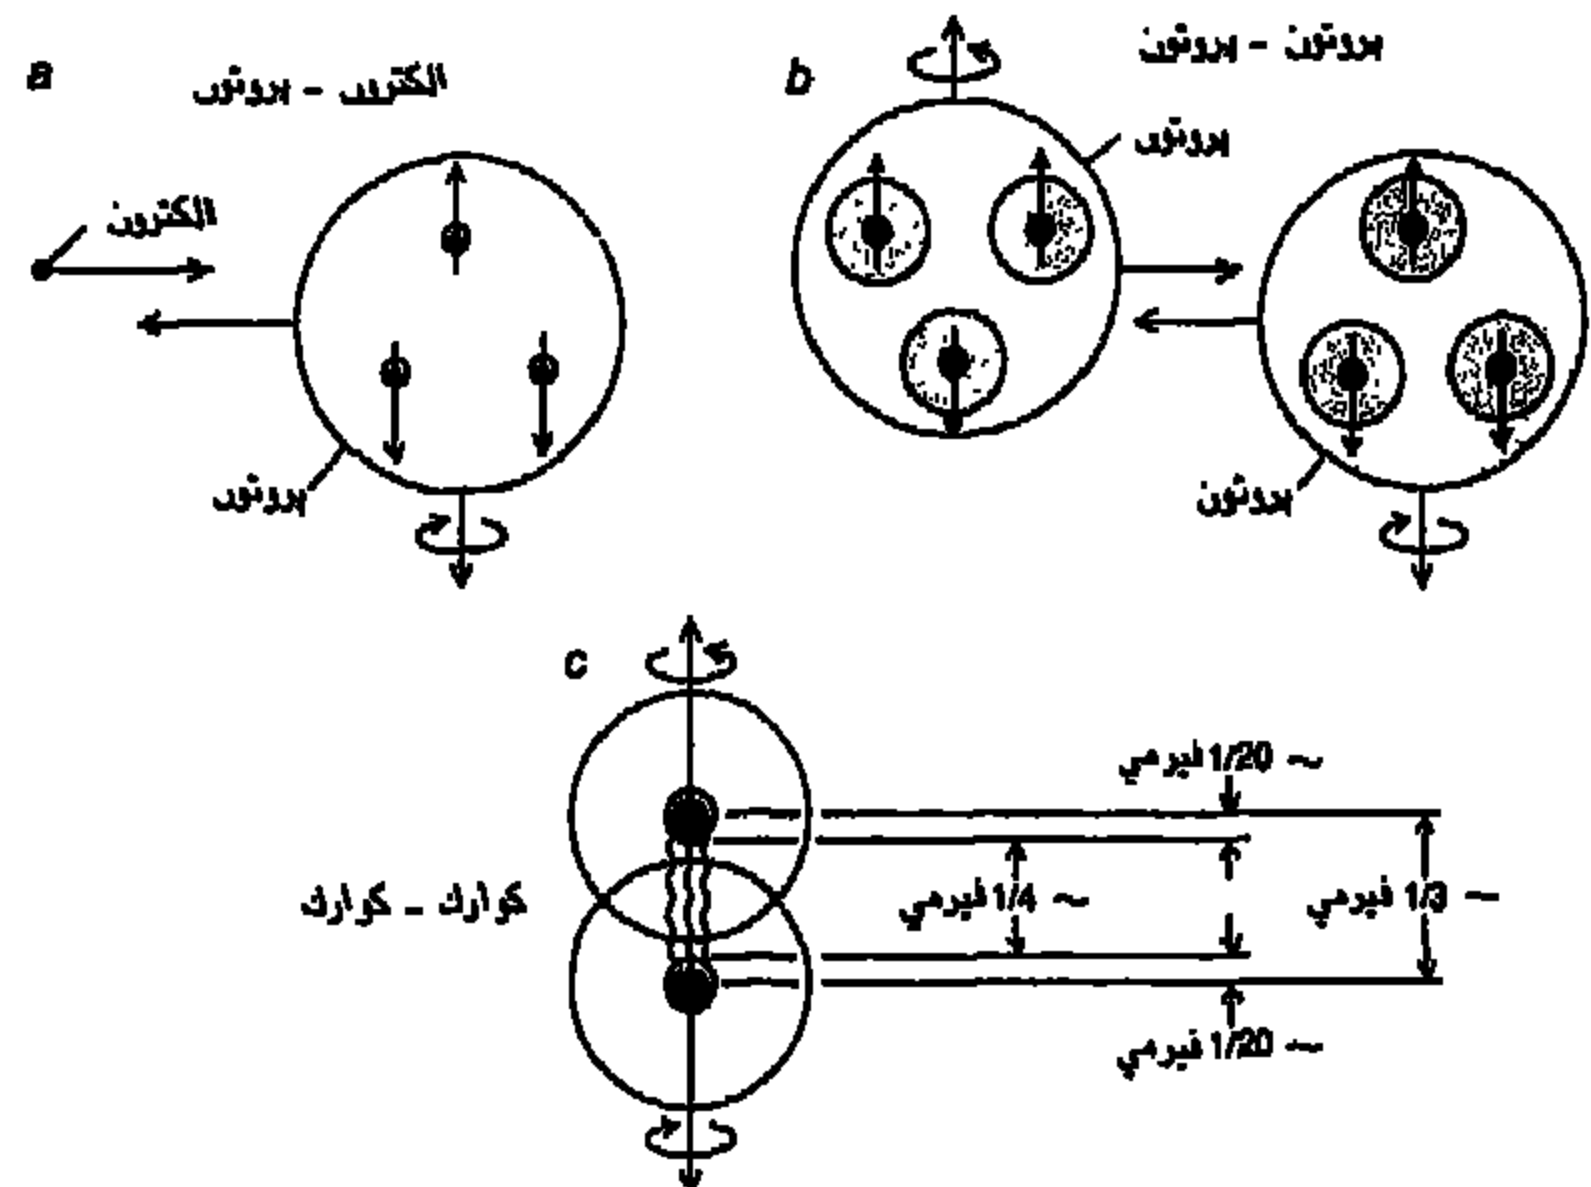 a
الكترون - بروتون
الكترون
بروتون
b
بروتون - بروتون
بروتون
بروتون
c
كوارك - كوارك
~ 1/20 فيرمي
~ 1/4 فيرمي
~ 1/3 فيرمي
~ 1/20 فيرمي